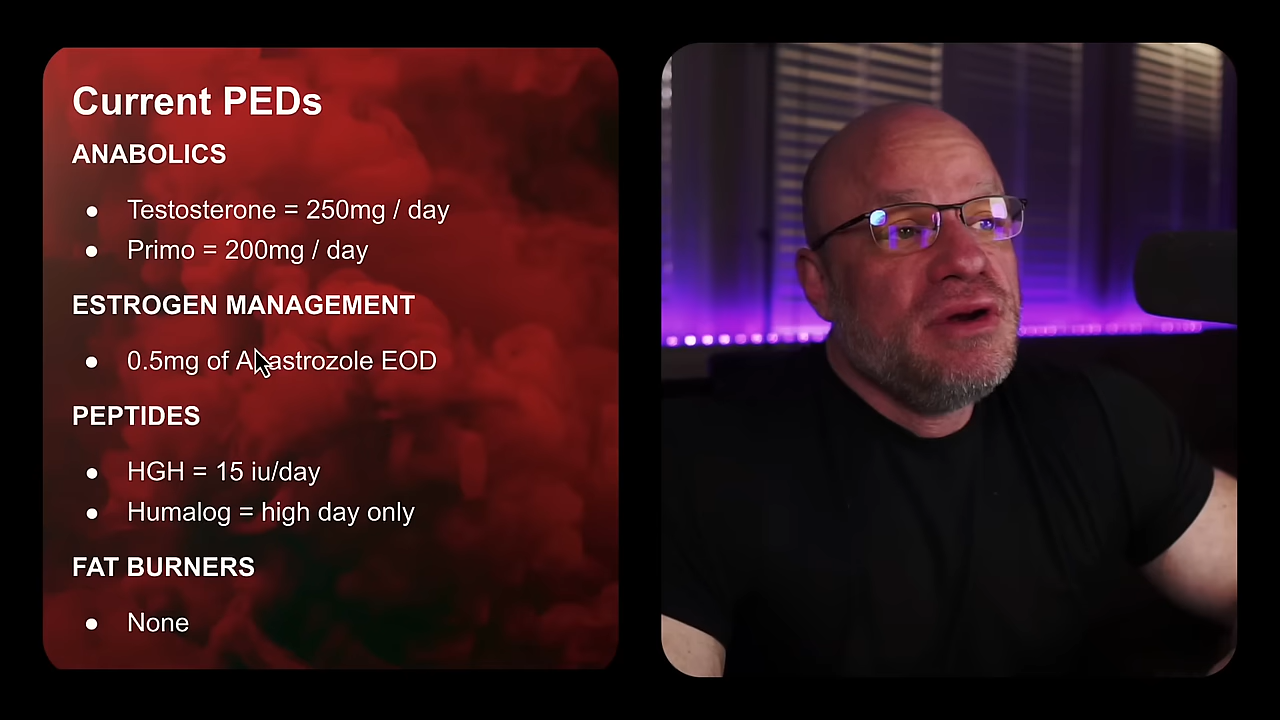 Current PEDs
ANABOLICS
● Testosterone = 250mg / day
● Primo = 200mg / day
ESTROGEN MANAGEMENT
● 0.5mg of Anastrozole EOD
PEPTIDES
● HGH = 15 iu/day
● Humalog = high day only
FAT BURNERS
● None